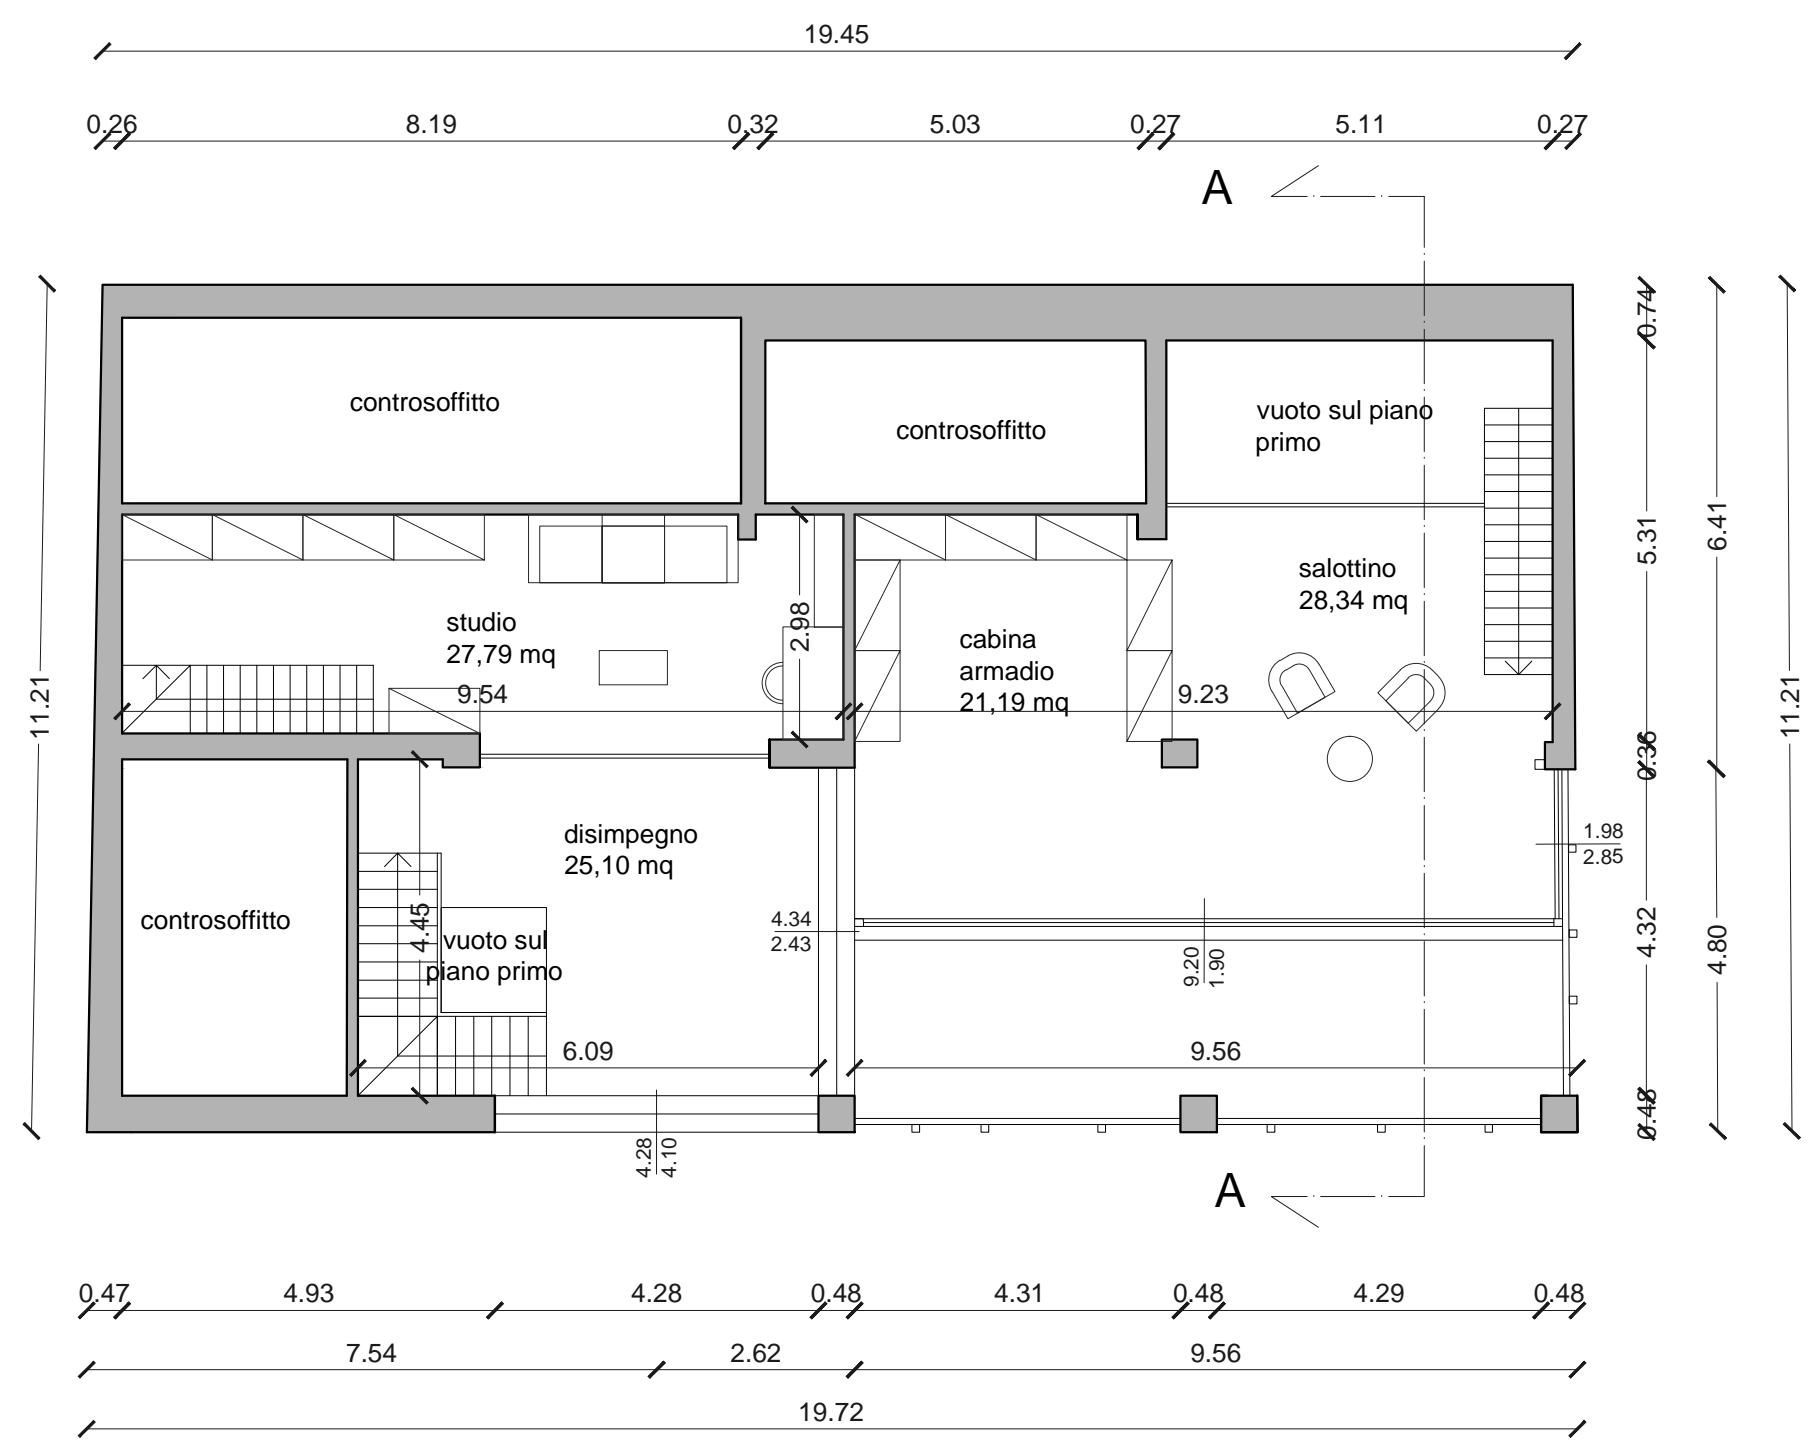 19.45
0.26 8.19 0.32 5.03 0.27 5.11 0.27
A
0.74
controsoffitto
controsoffitto
vuoto sul piano
primo
6.41
5.31
salottino
28,34 mq
studio
27,79 mq
2.98
cabina
armadio
21,19 mq
9.54
9.23
11.21
11.21
0.36
disimpegno
25,10 mq
1.98
2.85
controsoffitto
4.45
vuoto sul
piano primo
4.34
2.43
9.20
1.90
4.32
4.80
6.09
9.56
0.48
4.28
4.10
A
0.47 4.93 4.28 0.48 4.31 0.48 4.29 0.48
7.54 2.62 9.56
19.72